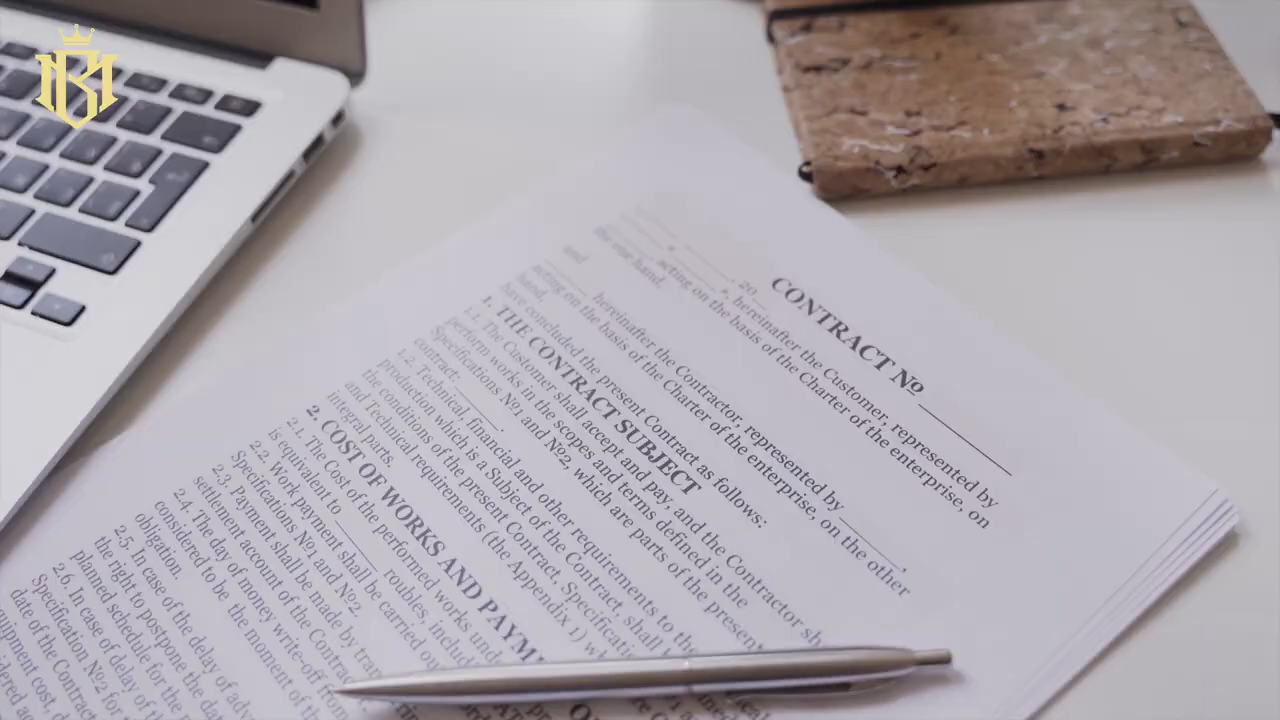 CONTRACT №
20
hereinafter the Customer, represented by
acting on the basis of the Charter of the enterprise, on
the one hand,
and
hereinafter the Contractor, represented by
acting on the basis of the Charter of the enterprise, on the other
hand,
have concluded the present Contract as follows:
1. THE CONTRACT SUBJECT
1.1. The Customer shall accept and pay, and the Contractor sh
perform works in the scopes and terms defined in the
Specifications №1 and №2, which are parts of the present
contract:
1.2. Technical, financial and other requirements to the
production which is a Subject of the Contract, shall
the conditions of the present Contract, Specificati
and Technical requirements (the Appendix 1) wh
integral parts.
2. COST OF WORKS AND PAYM
2.1. The Cost of the performed works und
is equivalent to roubles, includ
2.2. Work payment shall be carried ou
Specifications №1 and №2.
2.3. Payment shall be made by tran
settlement account of the Contrac
2.4. The day of money write-off from
considered to be the moment of
obligation.
2.5. In case of the delay of adv
the right to postpone the
planned schedule for the
2.6. In case of delay of
Specification №2 for
date of the Contract